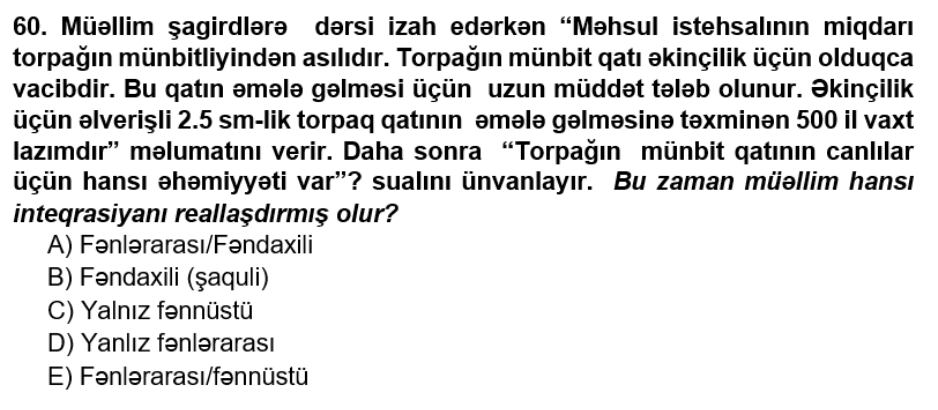 60. Müəllim şagirdlərə dərsi izah edərkən “Məhsul istehsalının miqdarı
torpağın münbitliyindən asılıdır. Torpağın münbit qatı əkinçilik üçün olduqca
vacibdir. Bu qatın əmələ gəlməsi üçün uzun müddət tələb olunur. Əkinçilik
üçün əlverişli 2.5 sm-lik torpaq qatının əmələ gəlməsinə təxminən 500 il vaxt
lazımdır” məlumatını verir. Daha sonra “Torpağın münbit qatının canlılar
üçün hansı əhəmiyyəti var”? sualını ünvanlayır. Bu zaman müəllim hansı
inteqrasiyanı reallaşdırmış olur?
A) Fənlərarası/Fəndaxili
B) Fəndaxili (şaquli)
C) Yalnız fənnüstü
D) Yanlız fənlərarası
E) Fənlərarası/fənnüstü